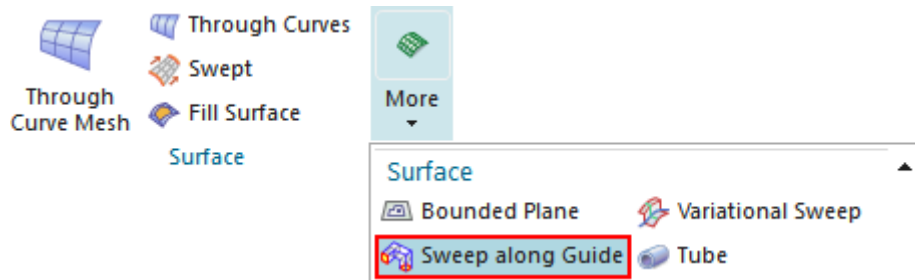 Through
Curve Mesh
Through Curves
Swept
Fill Surface
Surface
More
Surface
Bounded Plane
Variational Sweep
Sweep along Guide
Tube